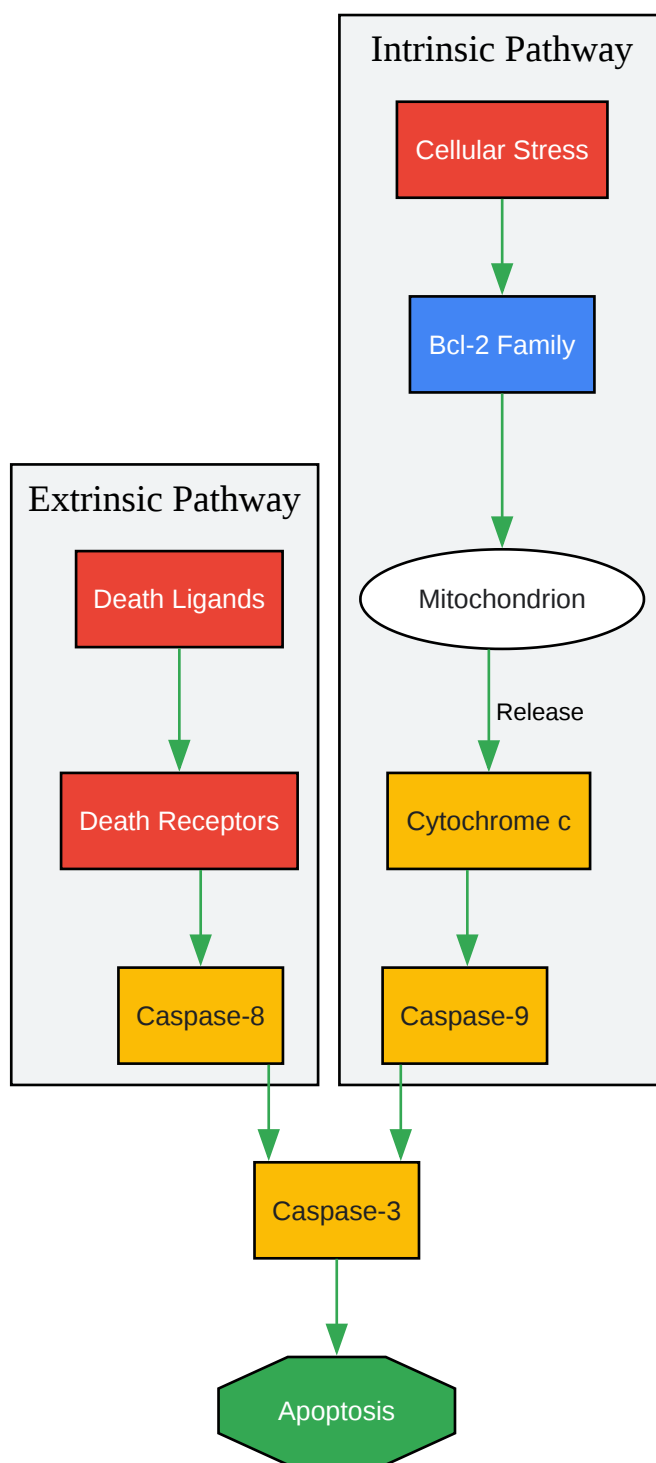 Intrinsic Pathway
Cellular Stress
Bcl-2 Family
Mitochondrion
Release
Cytochrome c
Caspase-9
Extrinsic Pathway
Death Ligands
Death Receptors
Caspase-8
Caspase-3
Apoptosis